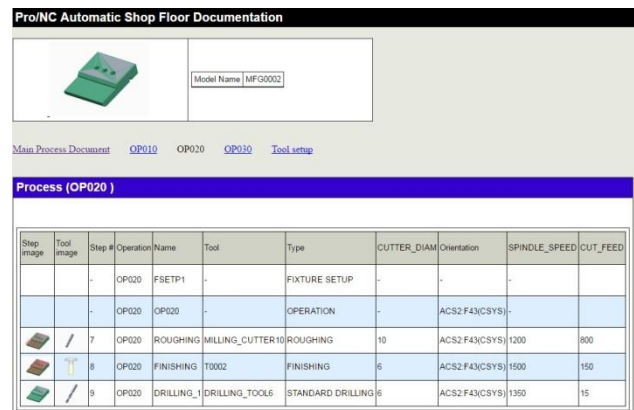 Pro/NC Automatic Shop Floor Documentation
Model Name MFG0002
Main Process Document OP010 OP020 OP030 Tool setup
Process (OP020 )
Step image Tool image Step # Operation Name Tool Type CUTTER_DIAM Orientation SPINDLE_SPEED CUT_FEED
- OP020 FSETP1 - FIXTURE SETUP - - -
- OP020 OP020 - OPERATION - ACS2:F43(CSYS) -
7 OP020 ROUGHING MILLING_CUTTER10 ROUGHING 10 ACS2:F43(CSYS) 1200 800
8 OP020 FINISHING T0002 FINISHING 6 ACS2:F43(CSYS) 1500 150
9 OP020 DRILLING_1 DRILLING_TOOL6 STANDARD DRILLING 6 ACS2:F43(CSYS) 1350 15